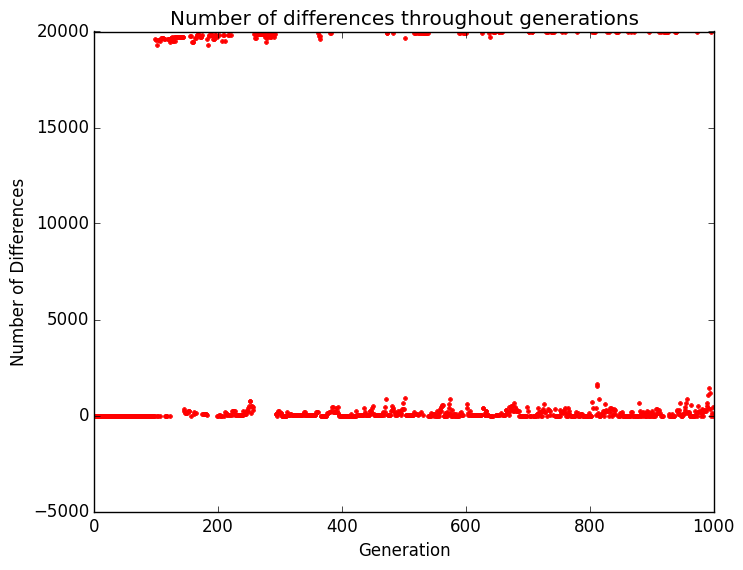 Number of differences throughout generations
20000
15000
10000
5000
0
−5000
0 200 400 600 800 1000
Number of Differences
Generation